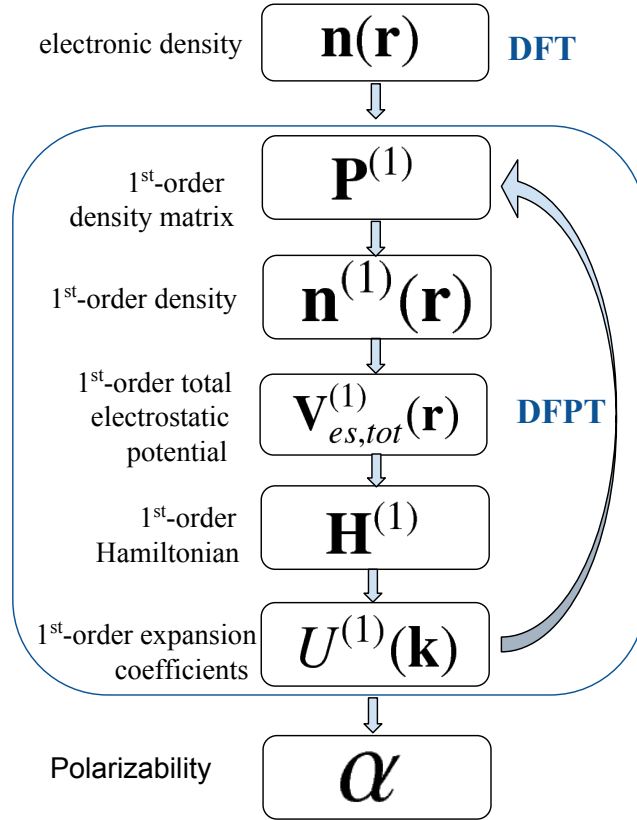 electronic density
n(r)
DFT
1st-order
density matrix
P(1)
1st-order density
n(1)(r)
1st-order total
electrostatic
potential
V(1)es,tot(r)
DFPT
1st-order
Hamiltonian
H(1)
1st-order expansion
coefficients
U(1)(k)
Polarizability
α